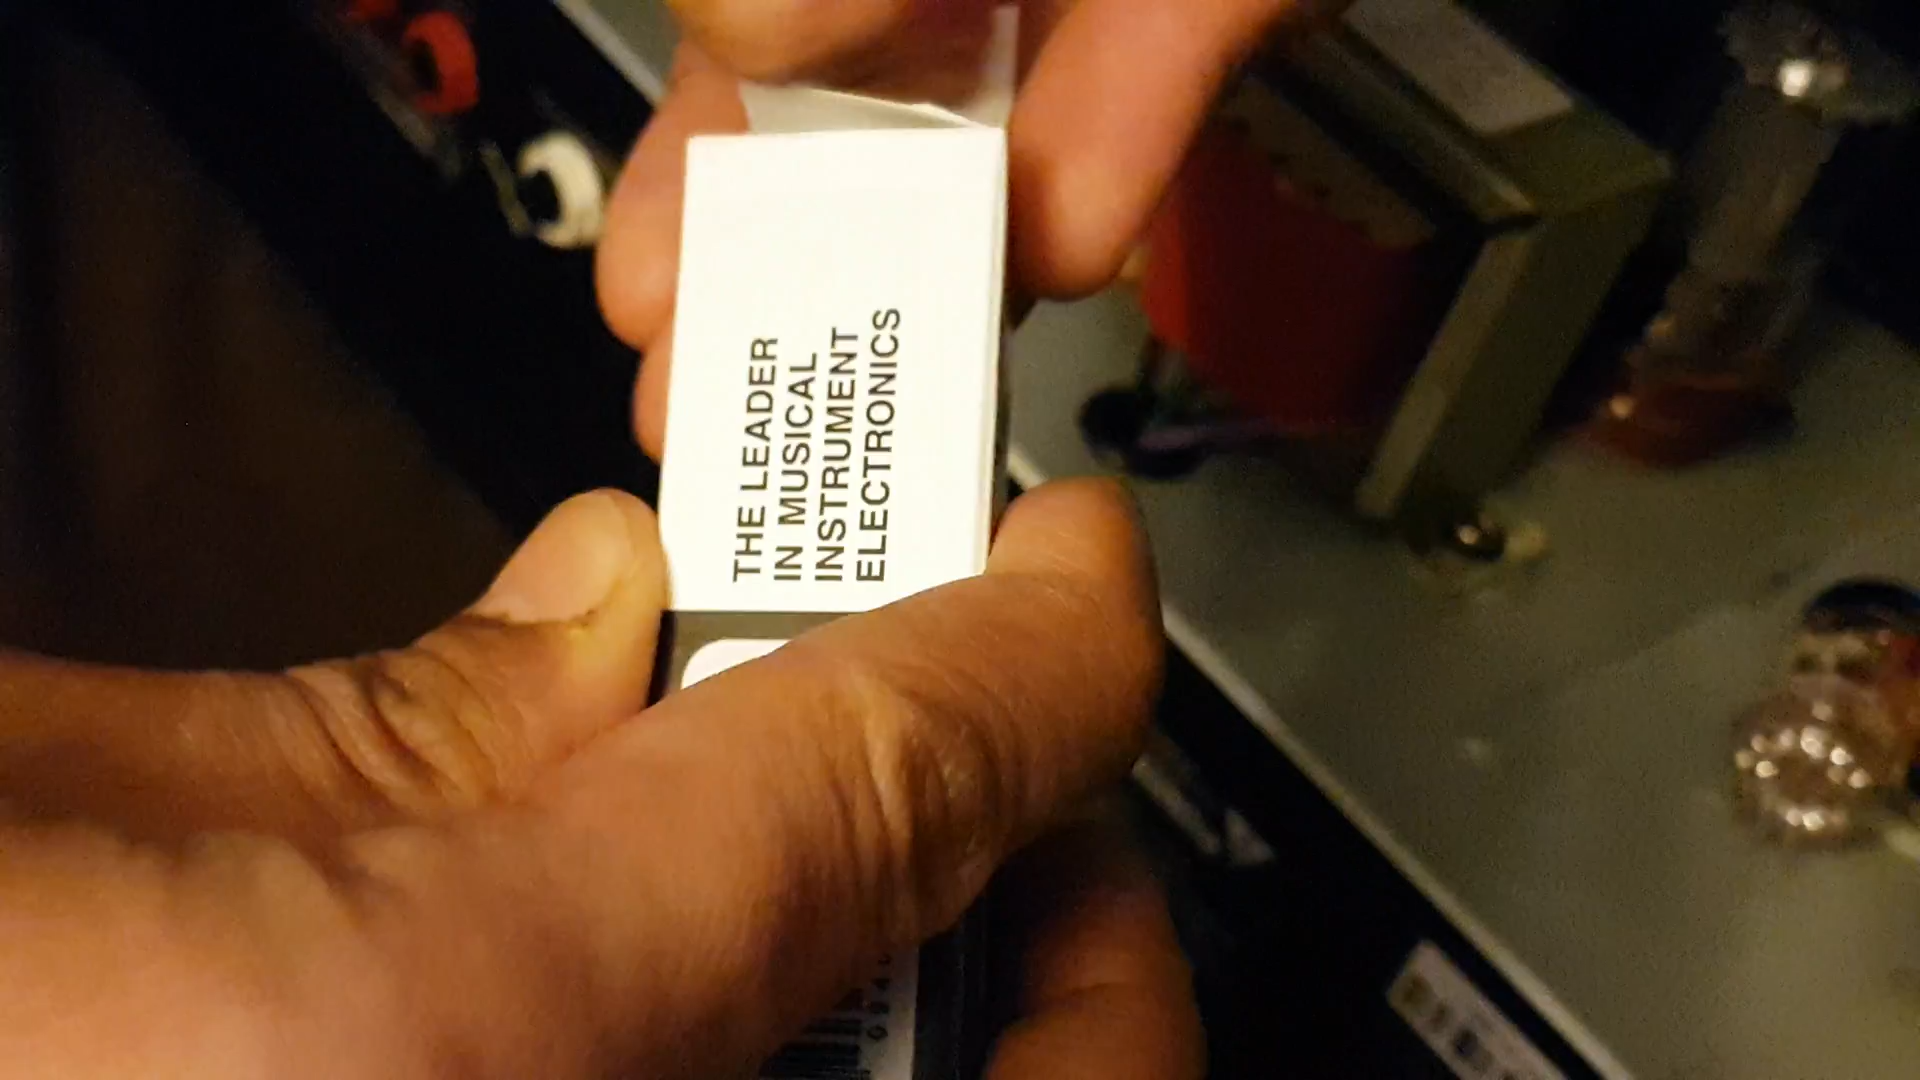 THE LEADER
IN MUSICAL
INSTRUMENT
ELECTRONICS